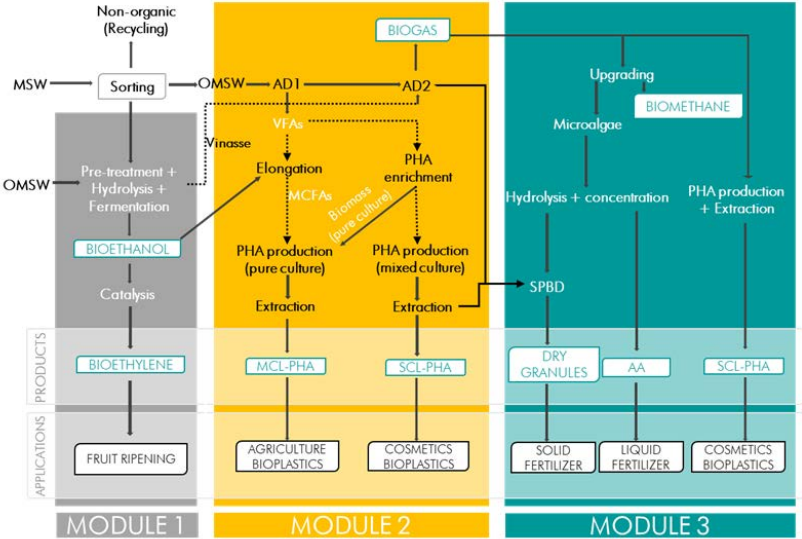 Non-organic
(Recycling)
BIOGAS
MSW
Sorting
OMSW
AD1
AD2
Upgrading
BIOMETHANE
VFAs
Microalgae
Vinasse
OMSW
Pre-treatment +
Hydrolysis +
Fermentation
Elongation
PHA
enrichment
MCFAs
Biomass
(pure culture)
Hydrolysis + concentration
PHA production
+ Extraction
BIOETHANOL
PHA production
(pure culture)
PHA production
(mixed culture)
Catalysis
Extraction
Extraction
SPBD
PRODUCTS
BIOETHYLENE
MCL-PHA
SCL-PHA
DRY
GRANULES
AA
SCL-PHA
APPLICATIONS
FRUIT RIPENING
AGRICULTURE
BIOPLASTICS
COSMETICS
BIOPLASTICS
SOLID
FERTILIZER
LIQUID
FERTILIZER
COSMETICS
BIOPLASTICS
MODULE 1
MODULE 2
MODULE 3